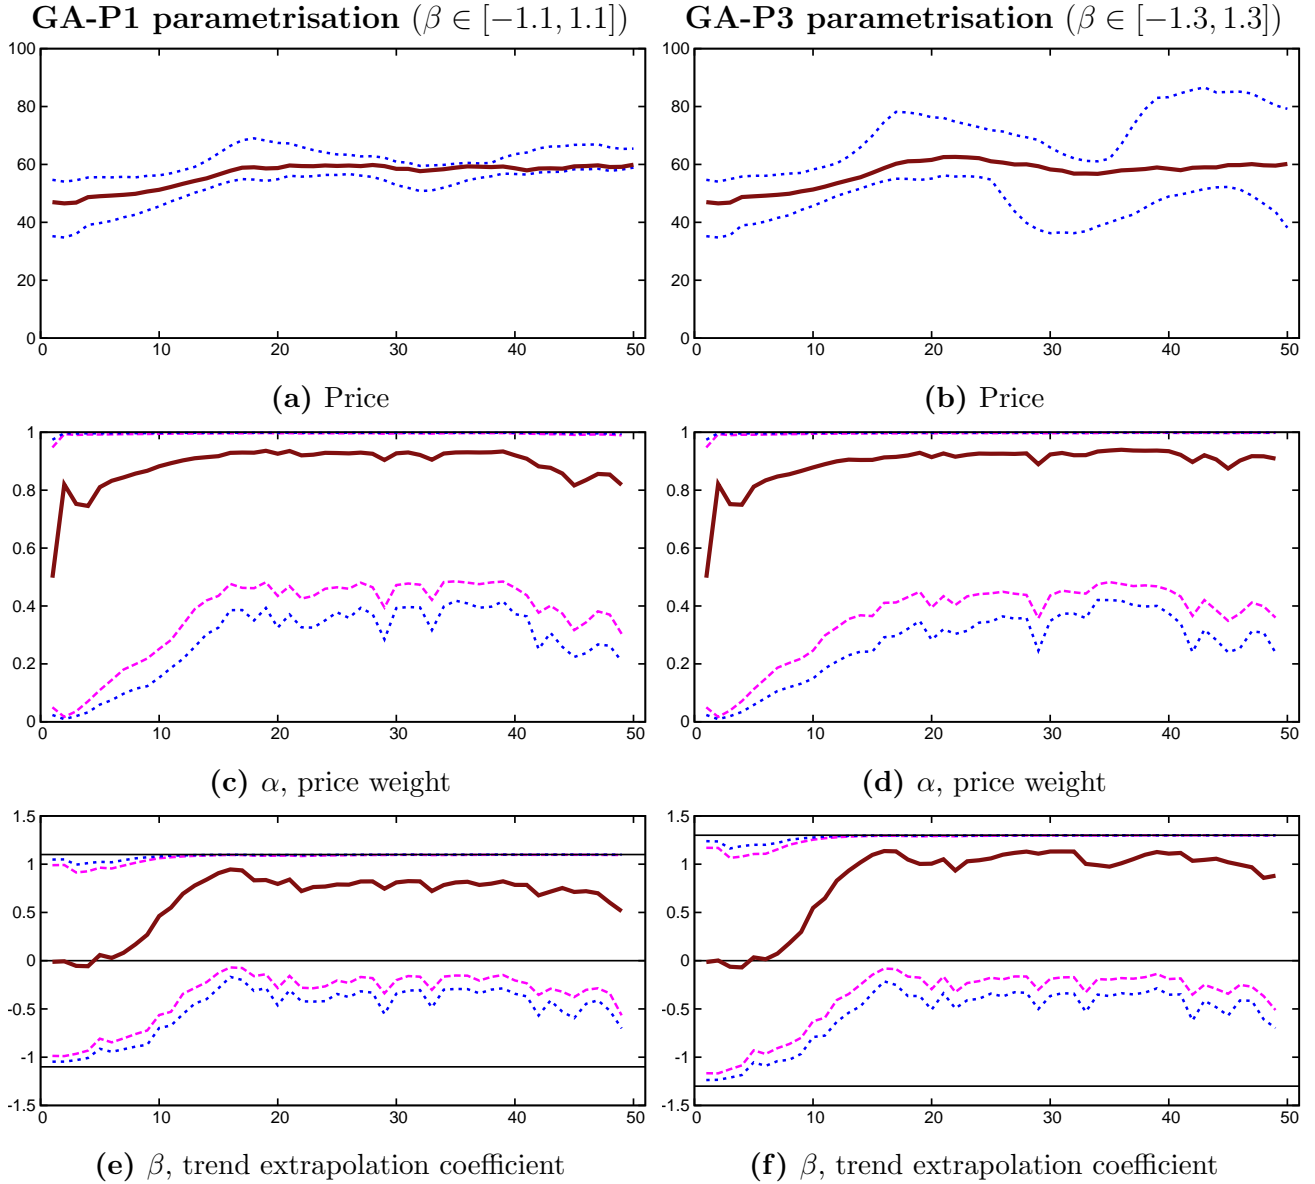 GA-P1 parametrisation (β ∈ [−1.1, 1.1])
GA-P3 parametrisation (β ∈ [−1.3, 1.3])
100
80
60
40
20
0
0 10 20 30 40 50
(a) Price
100
80
60
40
20
0
0 10 20 30 40 50
(b) Price
1
0.8
0.6
0.4
0.2
0
0 10 20 30 40 50
(c) α, price weight
1
0.8
0.6
0.4
0.2
0
0 10 20 30 40 50
(d) α, price weight
1.5
1
0.5
0
-0.5
-1
-1.5
0 10 20 30 40 50
(e) β, trend extrapolation coefficient
1.5
1
0.5
0
-0.5
-1
-1.5
0 10 20 30 40 50
(f) β, trend extrapolation coefficient